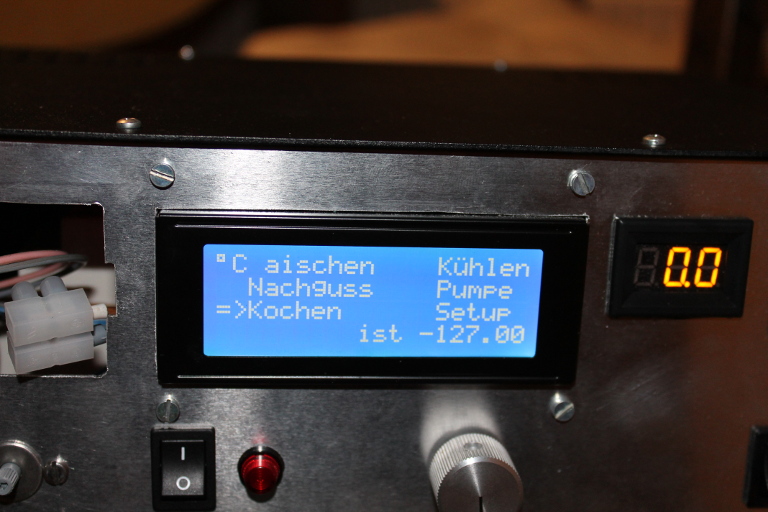 °C aischen Kühlen
Nachguss Pumpe
=>Kochen Setup
ist -127.00
0.0
I
O